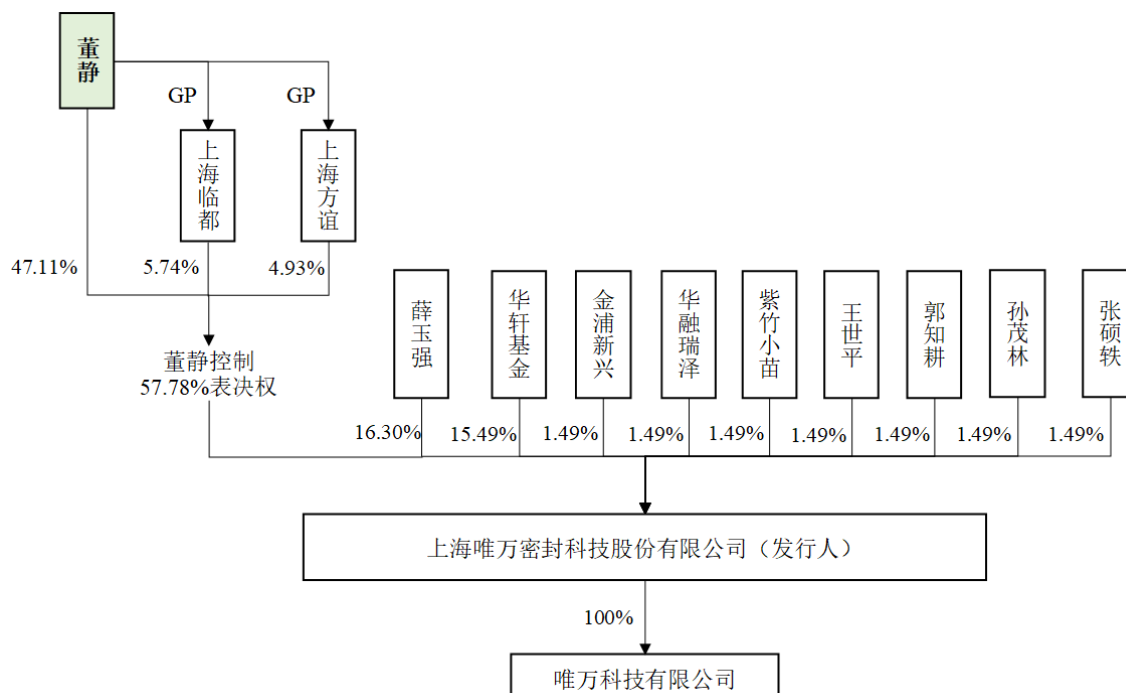 董静
GP
GP
上海临都
上海方谊
47.11%
5.74%
4.93%
董静控制
57.78%表决权
薛玉强
华轩基金
金浦新兴
华融瑞泽
紫竹小苗
王世平
郭知耕
孙茂林
张硕轶
16.30%
15.49%
1.49%
1.49%
1.49%
1.49%
1.49%
1.49%
1.49%
上海唯万密封科技股份有限公司（发行人）
100%
唯万科技有限公司